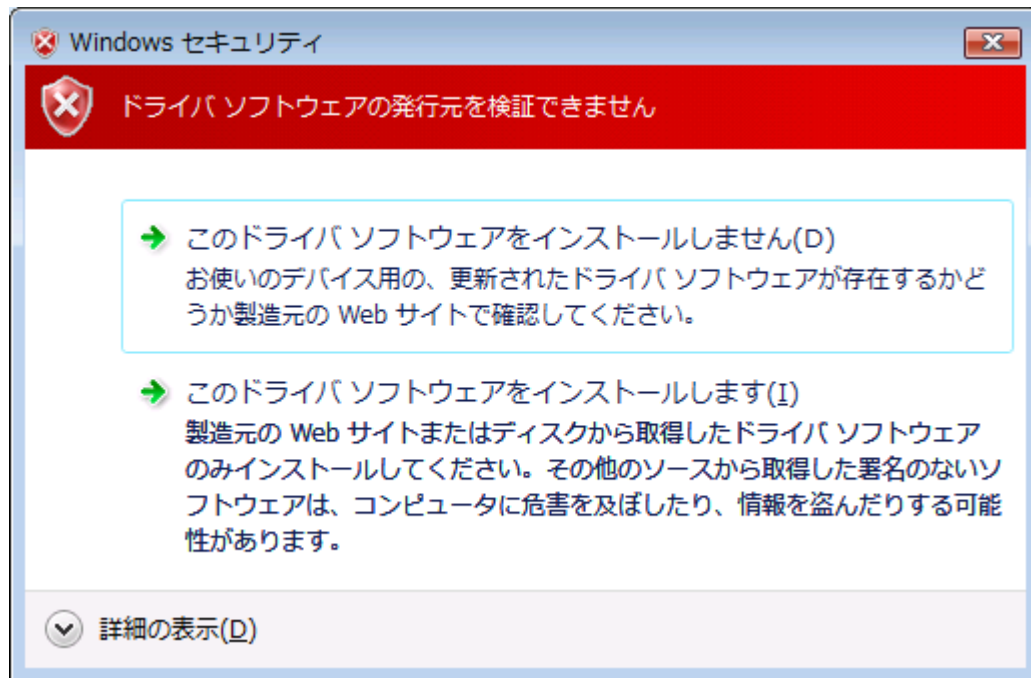 Windows セキュリティ
ドライバ ソフトウェアの発行元を検証できません
このドライバ ソフトウェアをインストールしません(D)
お使いのデバイス用の、更新されたドライバ ソフトウェアが存在するかど
うか製造元の Web サイトで確認してください。
このドライバ ソフトウェアをインストールします(I)
製造元の Web サイトまたはディスクから取得したドライバ ソフトウェア
のみインストールしてください。その他のソースから取得した署名のないソ
フトウェアは、コンピュータに危害を及ぼしたり、情報を盗んだりする可能
性があります。
詳細の表示(D)